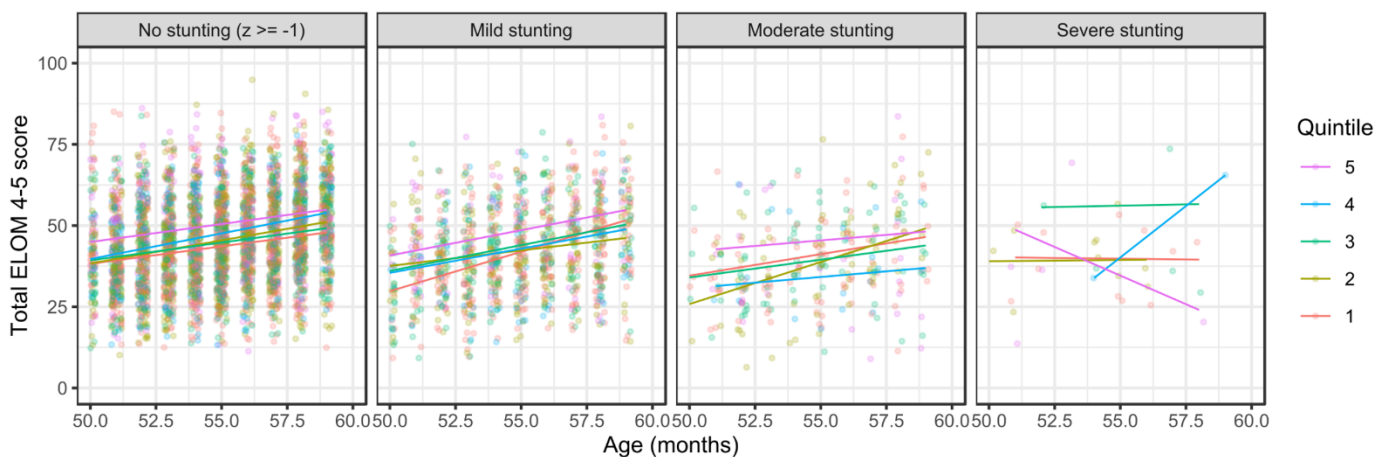 No stunting (z >= -1)
Mild stunting
Moderate stunting
Severe stunting
Total ELOM 4-5 score
100
75
50
25
0
50.0 52.5 55.0 57.5 60.0
50.0 52.5 55.0 57.5 60.0
50.0 52.5 55.0 57.5 60.0
50.0 52.5 55.0 57.5 60.0
Age (months)
Quintile
5
4
3
2
1